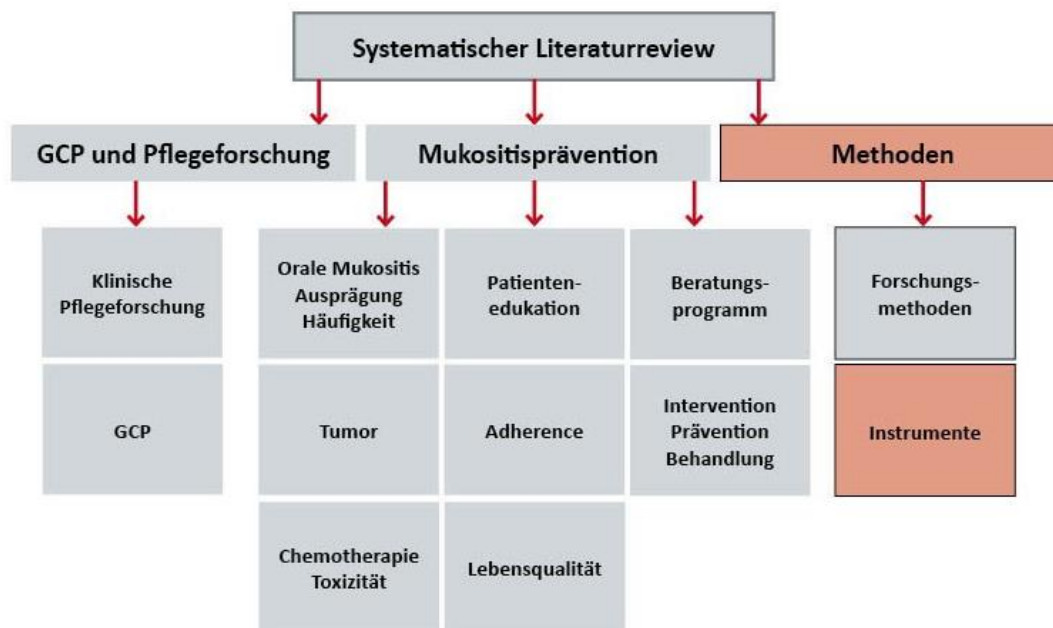 Systematischer Literaturreview
GCP und Pflegeforschung
Mukositisprävention
Methoden
Klinische
Pflegeforschung
Orale Mukositis
Ausprägung
Häufigkeit
Patienten-
edukation
Beratungs-
programm
Forschungs-
methoden
GCP
Tumor
Adherence
Intervention
Prävention
Behandlung
Instrumente
Chemotherapie
Toxizität
Lebensqualität